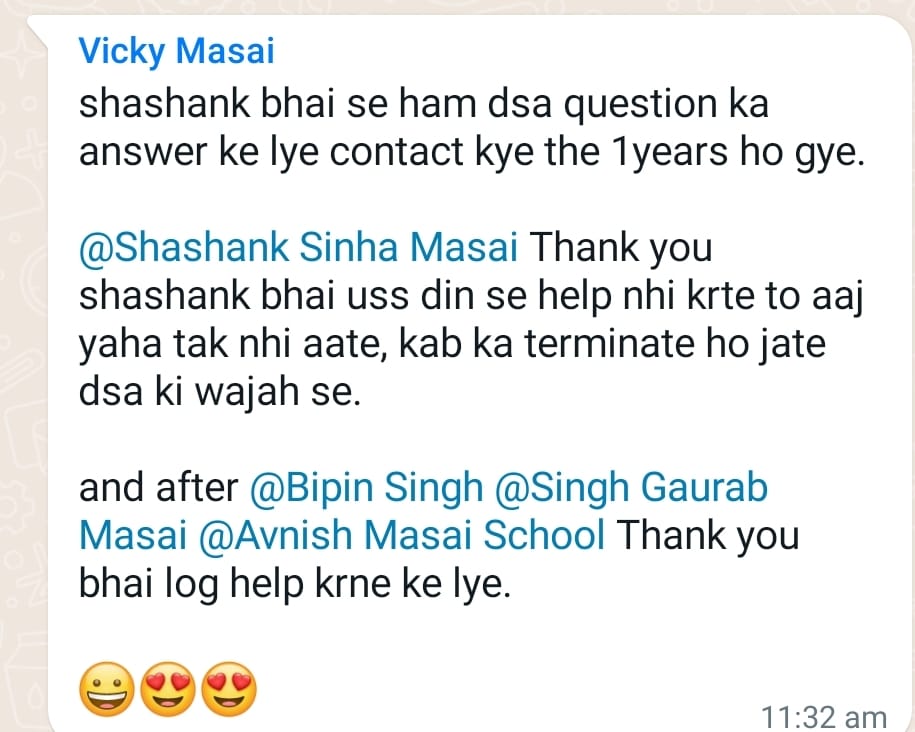 Vicky Masai
shashank bhai se ham dsa question ka
answer ke lye contact kye the 1years ho gye.
@Shashank Sinha Masai Thank you
shashank bhai uss din se help nhi krte to aaj
yaha tak nhi aate, kab ka terminate ho jate
dsa ki wajah se.
and after @Bipin Singh @Singh Gaurab
Masai @Avnish Masai School Thank you
bhai log help krne ke lye.
😀😍😍
11:32 am